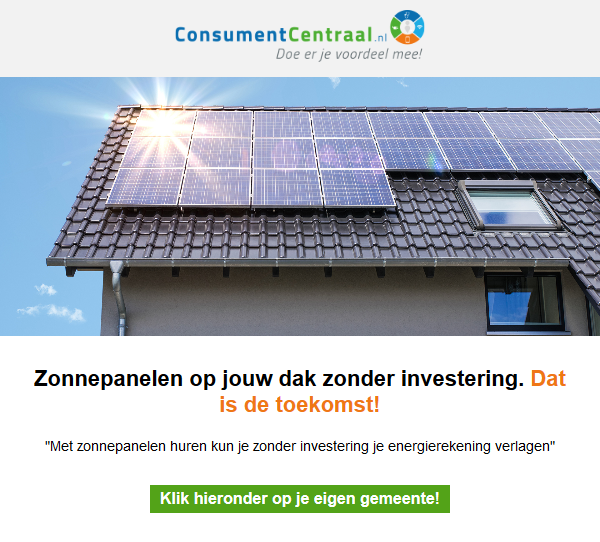 ConsumentCentraal.nl
Doe er je voordeel mee!
Zonnepanelen op jouw dak zonder investering. Dat
is de toekomst!
"Met zonnepanelen huren kun je zonder investering je energierekening verlagen"
Klik hieronder op je eigen gemeente!